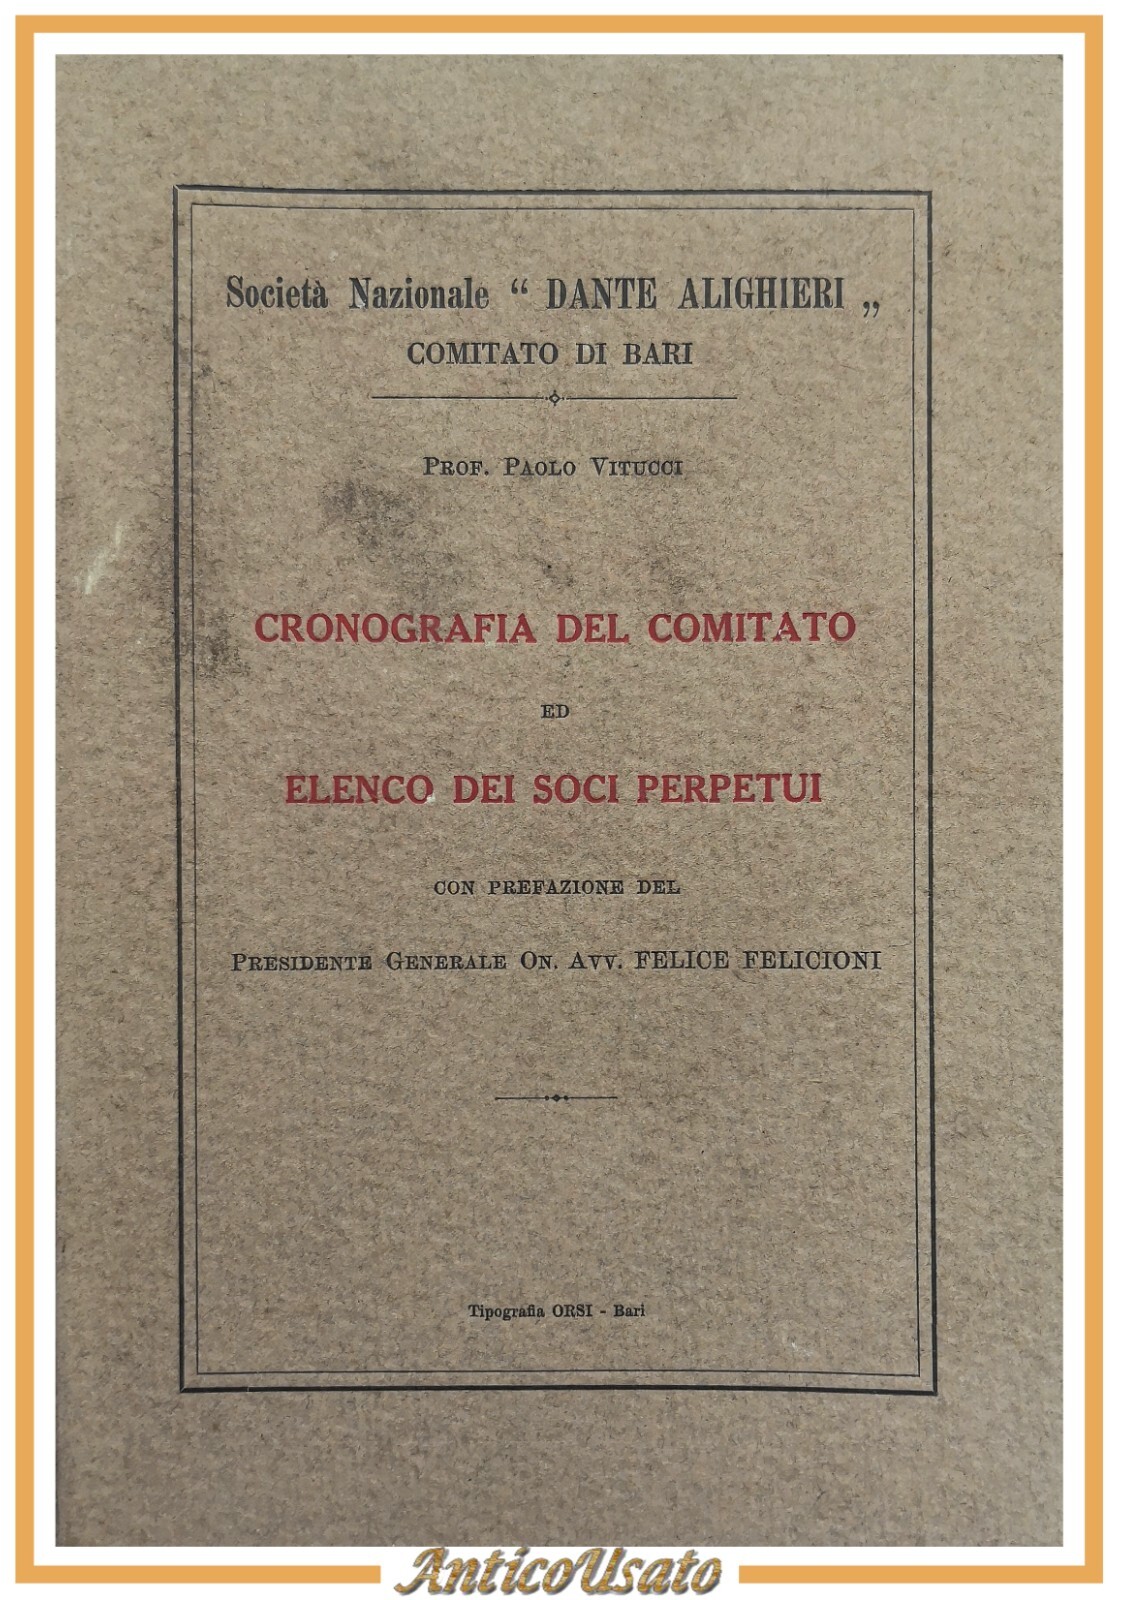 Società Nazionale “ DANTE ALIGHIERI „
COMITATO DI BARI
PROF. PAOLO VITUCCI
CRONOGRAFIA DEL COMITATO
ED
ELENCO DEI SOCI PERPETUI
CON PREFAZIONE DEL
PRESIDENTE GENERALE ON. AVV. FELICE FELICIONI
Tipografia ORSI - Bari
AnticoUsato